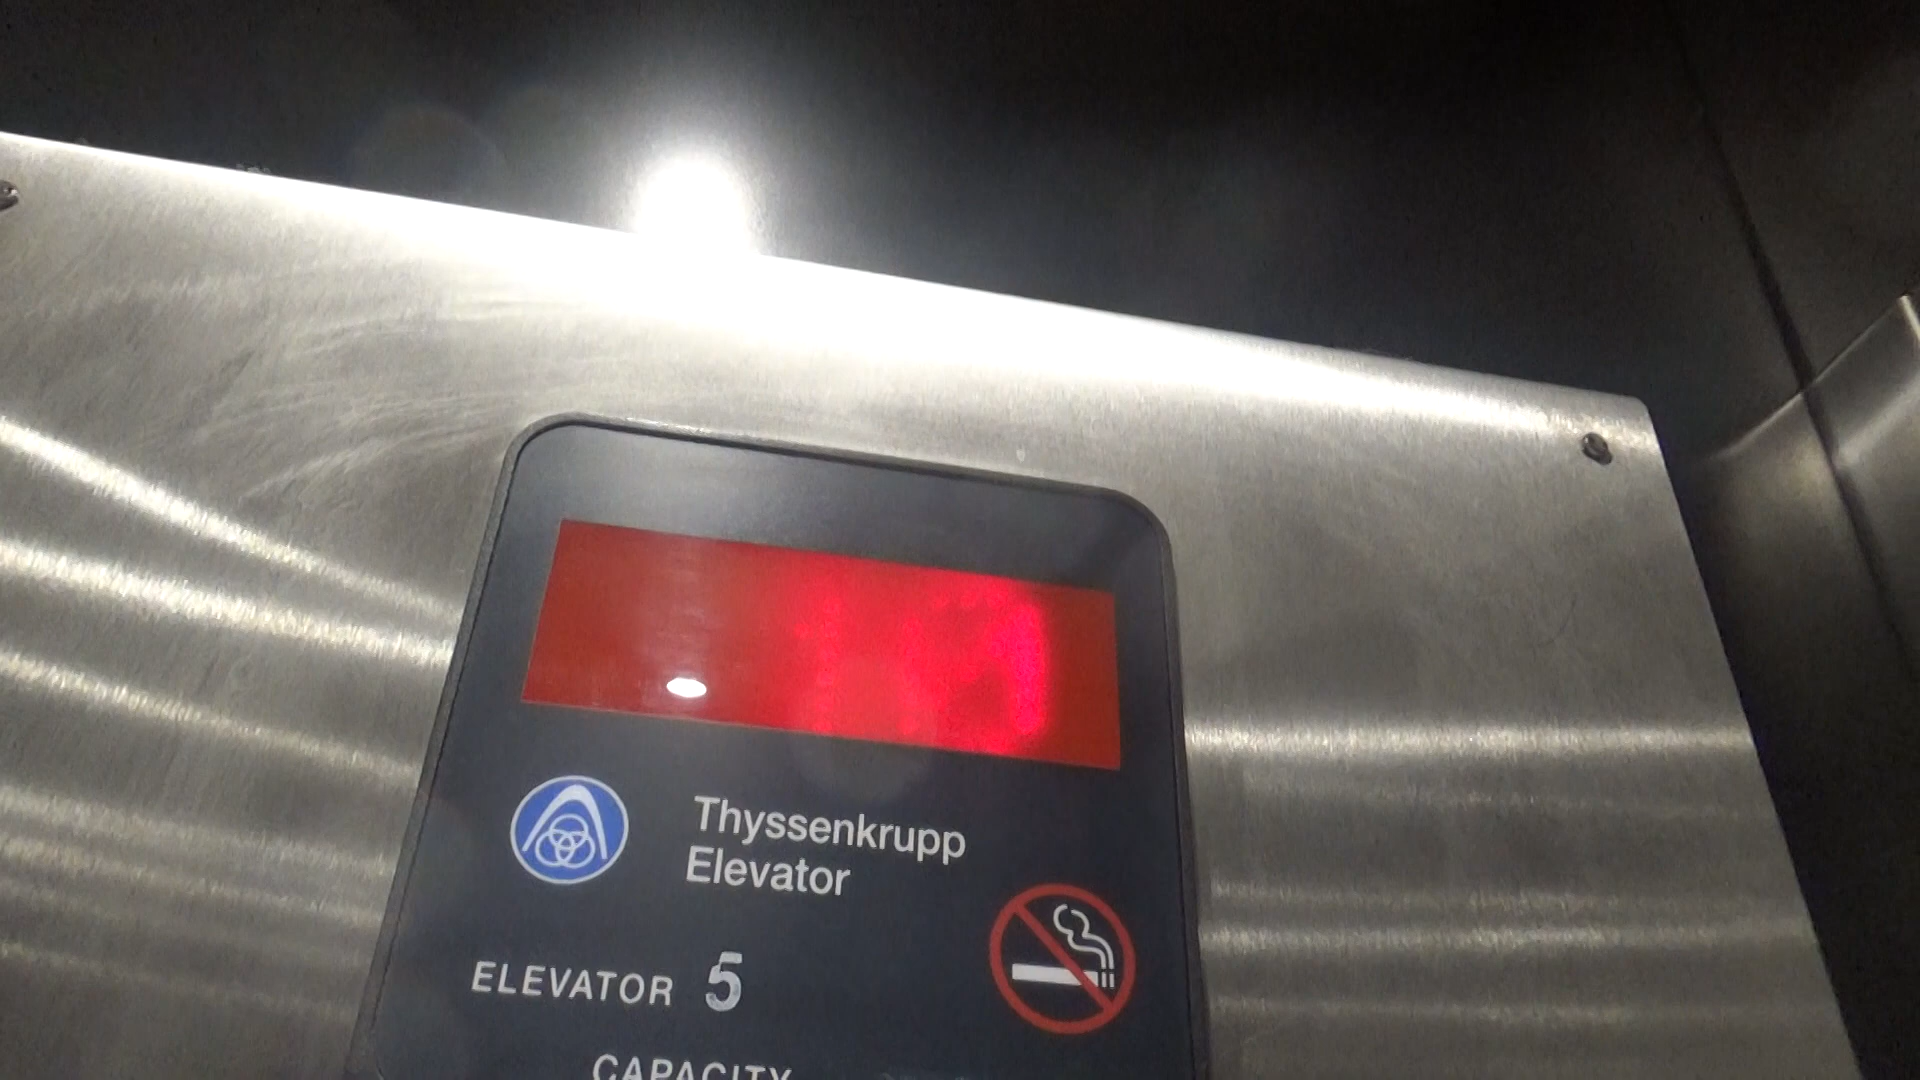 Thyssenkrupp
Elevator
ELEVATOR 5
CAPACITY